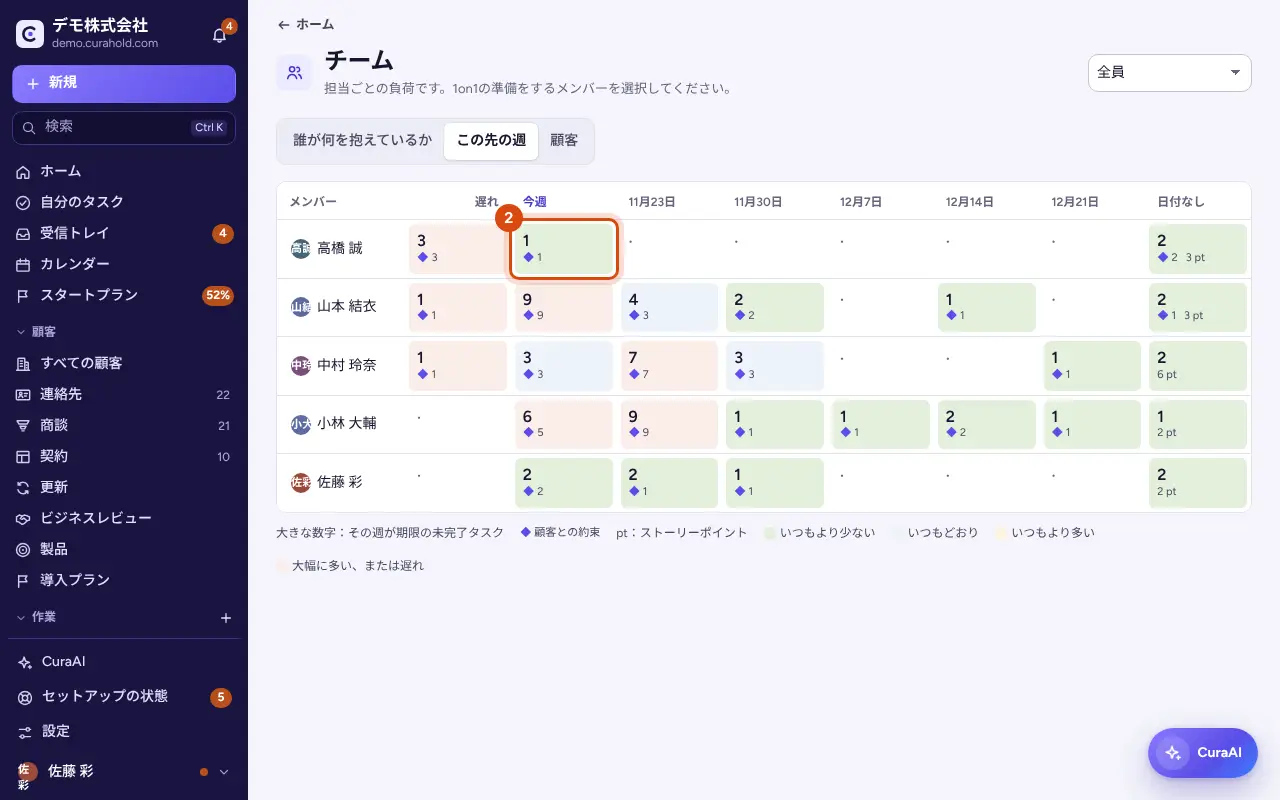 デモ株式会社
demo.curahold.com
4
新規
検索
Ctrl K
ホーム
自分のタスク
受信トレイ
4
カレンダー
スタートプラン
52%
顧客
すべての顧客
連絡先
22
商談
21
契約
10
更新
ビジネスレビュー
製品
導入プラン
作業
CuraAI
セットアップの状態
5
設定
佐彩
佐藤 彩
← ホーム
チーム
担当ごとの負荷です。1on1の準備をするメンバーを選択してください。
全員
誰が何を抱えているか
この先の週
顧客
メンバー 遅れ 今週 11月23日 11月30日 12月7日 12月14日 12月21日 日付なし
2
高誠 高橋 誠
3 1 · · · · · 2
3 1 2 3 pt
山結 山本 結衣
1 9 4 2 · 1 · 2
1 9 3 2 1 1 3 pt
中玲 中村 玲奈
1 3 7 3 · · 1 2
1 3 7 3 1 6 pt
小大 小林 大輔
· 6 9 1 1 2 1 1
5 9 1 1 2 1 2 pt
佐彩 佐藤 彩
· 2 2 1 · · · 2
2 1 1 2 pt
大きな数字：その週が期限の未完了タスク 顧客との約束 pt：ストーリーポイント いつもより少ない いつもどおり いつもより多い
大幅に多い、または遅れ
CuraAI